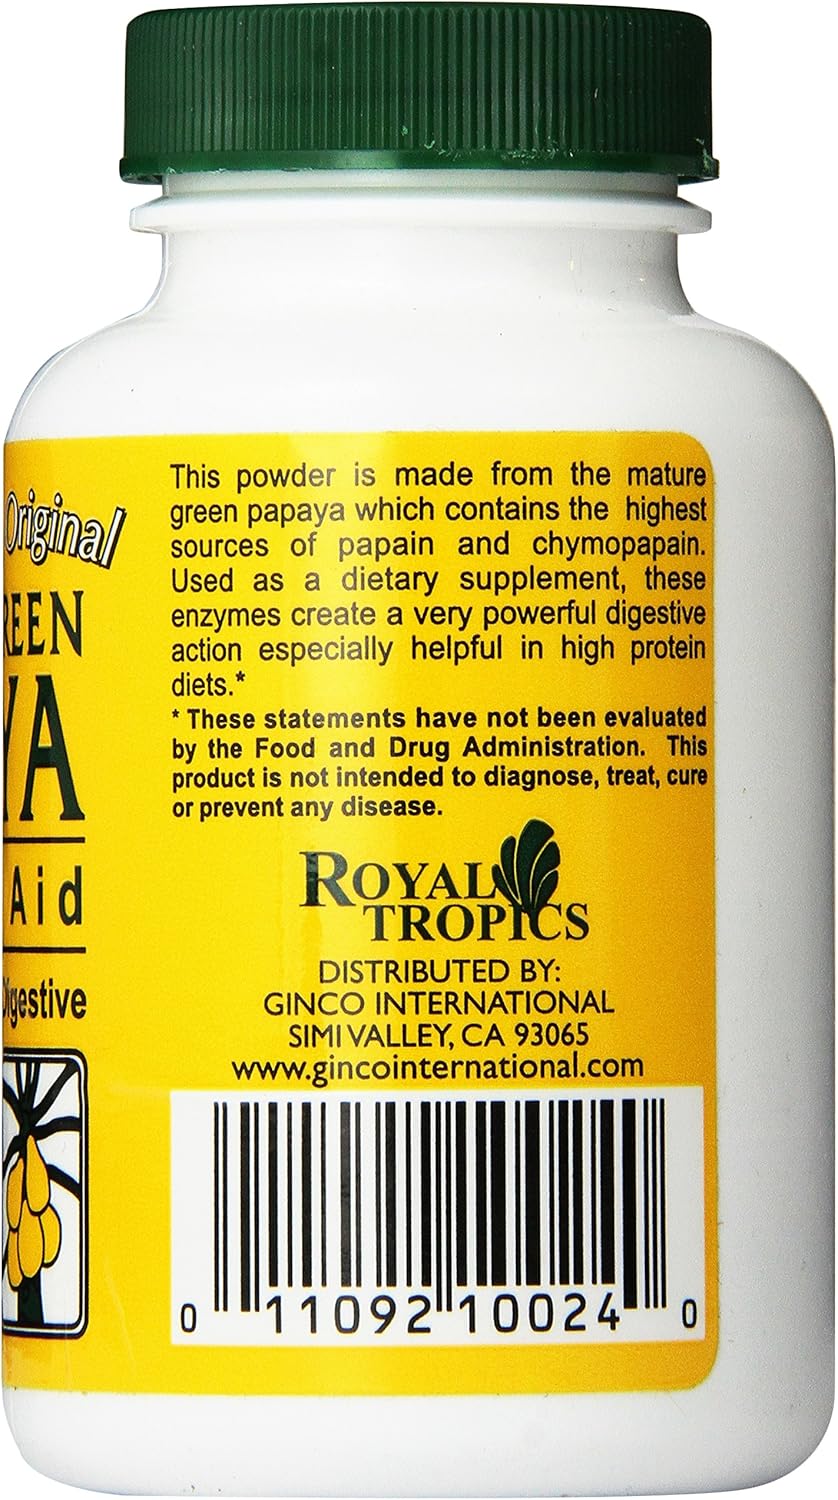 Original
REEN
YA
Aid
Digestive
This powder is made from the mature
green papaya which contains the highest
sources of papain and chymopapain.
Used as a dietary supplement, these
enzymes create a very powerful digestive
action especially helpful in high protein
diets.*
* These statements have not been evaluated
by the Food and Drug Administration. This
product is not intended to diagnose, treat, cure
or prevent any disease.
ROYAL
TROPICS
DISTRIBUTED BY:
GINCO INTERNATIONAL
SIMI VALLEY, CA 93065
www.gincointernational.com
0 11092 10024 0